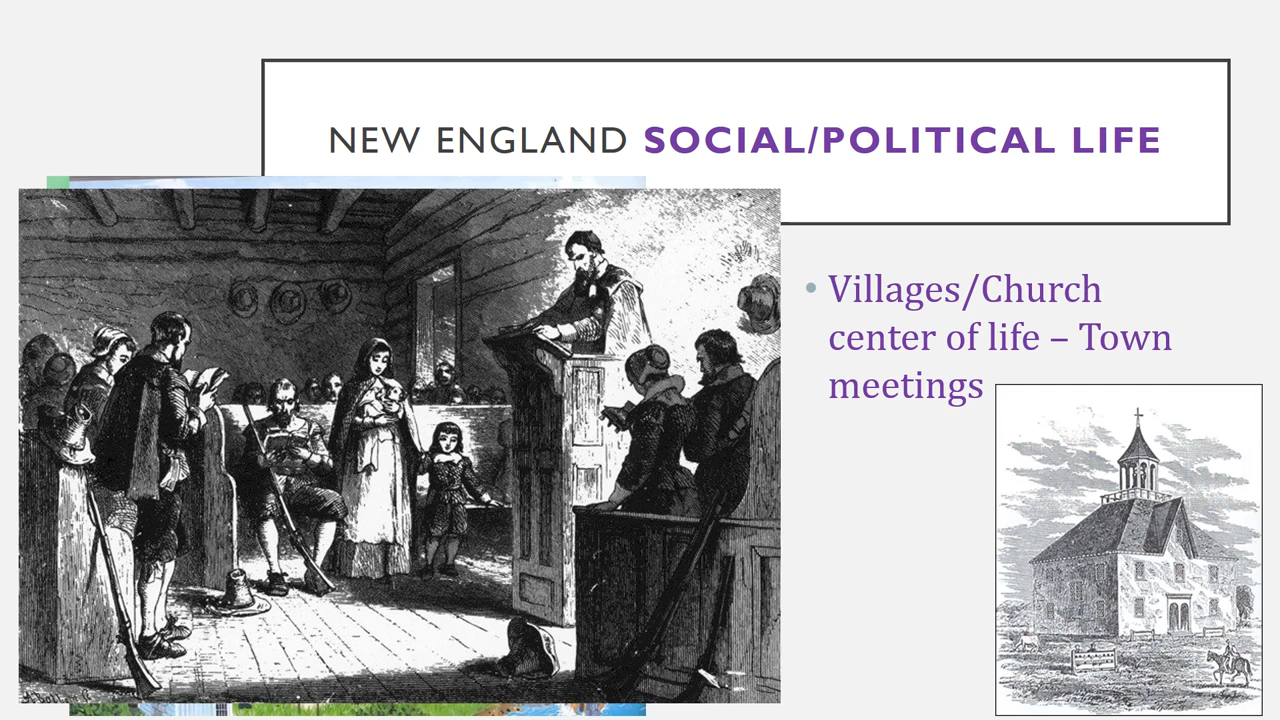 NEW ENGLAND SOCIAL/POLITICAL LIFE
• Villages/Church
center of life – Town
meetings